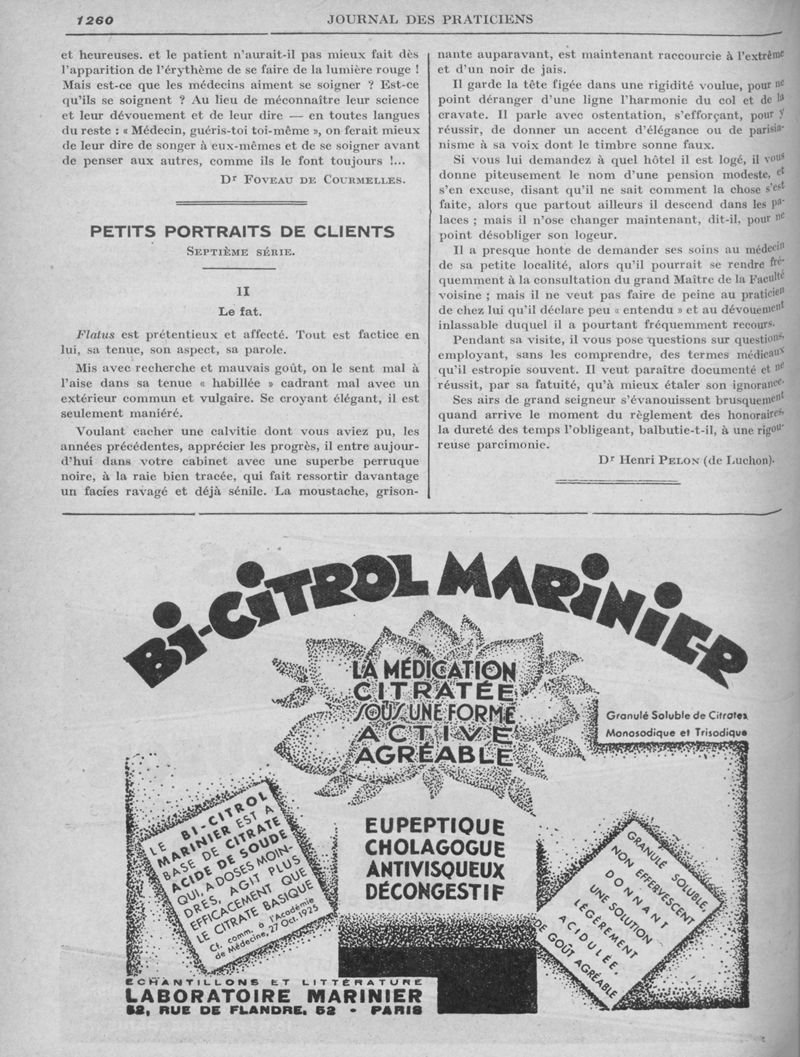 1260
JOURNAL DES PRATICIENS
et heureuses. et le patient n'aurait-il pas mieux fait dès
l'apparition de l'érythème de se faire de la lumière rouge !
Mais est-ce que les médecins aiment se soigner ? Est-ce
qu'ils se soignent ? Au lieu de méconnaître leur science
et leur dévouement et de leur dire — en toutes langues
du reste : « Médecin, guéris-toi toi-même », on ferait mieux
de leur dire de songer à eux-mêmes et de se soigner avant
de penser aux autres, comme ils le font toujours !...
Dr FOVEAU DE COURMELLES.
PETITS PORTRAITS DE CLIENTS
SEPTIÈME SÉRIE.
II
Le fat.
Flatus est prétentieux et affecté. Tout est factice en
lui, sa tenue, son aspect, sa parole.
Mis avec recherche et mauvais goût, on le sent mal à
l'aise dans sa tenue « habillée » cadrant mal avec un
extérieur commun et vulgaire. Se croyant élégant, il est
seulement maniéré.
Voulant cacher une calvitie dont vous aviez pu, les
années précédentes, apprécier les progrès, il entre aujour-
d'hui dans votre cabinet avec une superbe perruque
noire, à la raie bien tracée, qui fait ressortir davantage
un facies ravagé et déjà sénile. La moustache, grison-
nante auparavant, est maintenant raccourcie à l'extrême
et d'un noir de jais.
Il garde la tête figée dans une rigidité voulue, pour ne
point déranger d'une ligne l'harmonie du col et de la
cravate. Il parle avec ostentation, s'efforçant, pour y
réussir, de donner un accent d'élégance ou de parisia-
nisme à sa voix dont le timbre sonne faux.
Si vous lui demandez à quel hôtel il est logé, il vous
donne piteusement le nom d'une pension modeste, et
s'en excuse, disant qu'il ne sait comment la chose s'est
faite, alors que partout ailleurs il descend dans les pa-
laces ; mais il n'ose changer maintenant, dit-il, pour ne
point désobliger son logeur.
Il a presque honte de demander ses soins au médecin
de sa petite localité, alors qu'il pourrait se rendre fré-
quemment à la consultation du grand Maître de la Faculté
voisine ; mais il ne veut pas faire de peine au praticien
de chez lui qu'il déclare peu « entendu » et au dévouement
inlassable duquel il a pourtant fréquemment recours.
Pendant sa visite, il vous pose questions sur questions,
employant, sans les comprendre, des termes médicaux
qu'il estropie souvent. Il veut paraître documenté et ne
réussit, par sa fatuité, qu'à mieux étaler son ignorance.
Ses airs de grand seigneur s'évanouissent brusquement
quand arrive le moment du règlement des honoraires,
la dureté des temps l'obligeant, balbutie-t-il, à une rigou-
reuse parcimonie.
Dr Henri PELON (de Luchon).
BI-CITROL MARINIER
LA MÉDICATION
CITRATÉE
SOUS UNE FORME
ACTIVE
AGRÉABLE
Granulé Soluble de Citrates
Monosodique et Trisodique
LE BI-CITROL
MARINIER EST A
BASE DE CITRATE
ACIDE DE SOUDE
QUI, A DOSES MOIN-
DRES, AGIT PLUS
EFFICACEMENT QUE
LE CITRATE BASIQUE
Ct. comm. à l'Académie
de Médecine, 27 Oct. 1925
EUPEPTIQUE
CHOLAGOGUE
ANTIVISQUEUX
DÉCONGESTIF
GRANULÉ SOLUBLE,
NON EFFERVESCENT
DONNANT
UNE SOLUTION
LÉGÈREMENT
ACIDULÉE,
DE GOÛT AGRÉABLE
ECHANTILLONS ET LITTÉRATURE
LABORATOIRE MARINIER
52, RUE DE FLANDRE, 52 - PARIS